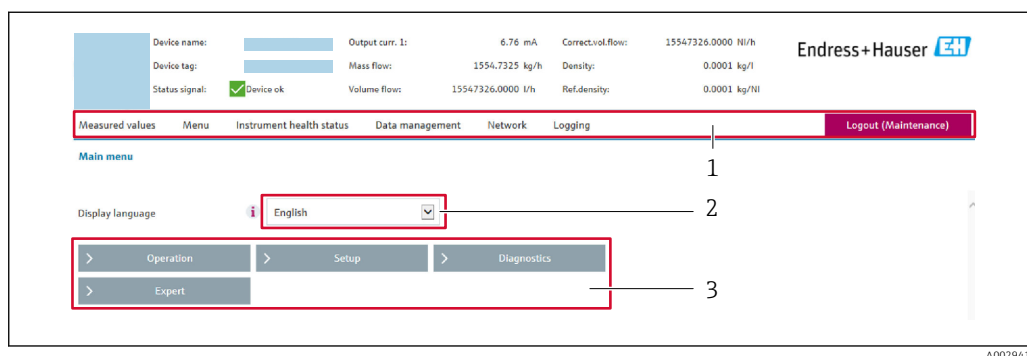 Device name: Output curr. 1: 6.76 mA Correct.vol.flow: 15547326.0000 Nl/h
Endress+Hauser EH
Device tag: Mass flow: 1554.7325 kg/h Density: 0.0001 kg/l
Status signal: Device ok Volume flow: 15547326.0000 l/h Ref.density: 0.0001 kg/Nl
Measured values Menu Instrument health status Data management Network Logging Logout (Maintenance)
1
Main menu
Display language i English 2
> Operation > Setup > Diagnostics
> Expert 3